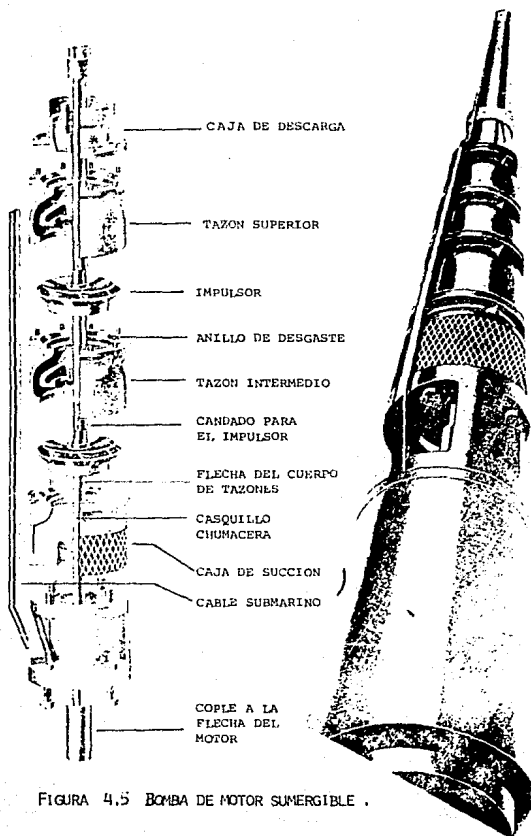 CAJA DE DESCARGA
TAZON SUPERIOR
IMPULSOR
ANILLO DE DESGASTE
TAZON INTERMEDIO
CANDADO PARA
EL IMPULSOR
FLECHA DEL CUERPO
DE TAZONES
CASQUILLO
CHUMACERA
CAJA DE SUCCION
CABLE SUBMARINO
COPLE A LA
FLECHA DEL
MOTOR
FIGURA 4.5 BOMBA DE MOTOR SUMERGIBLE .